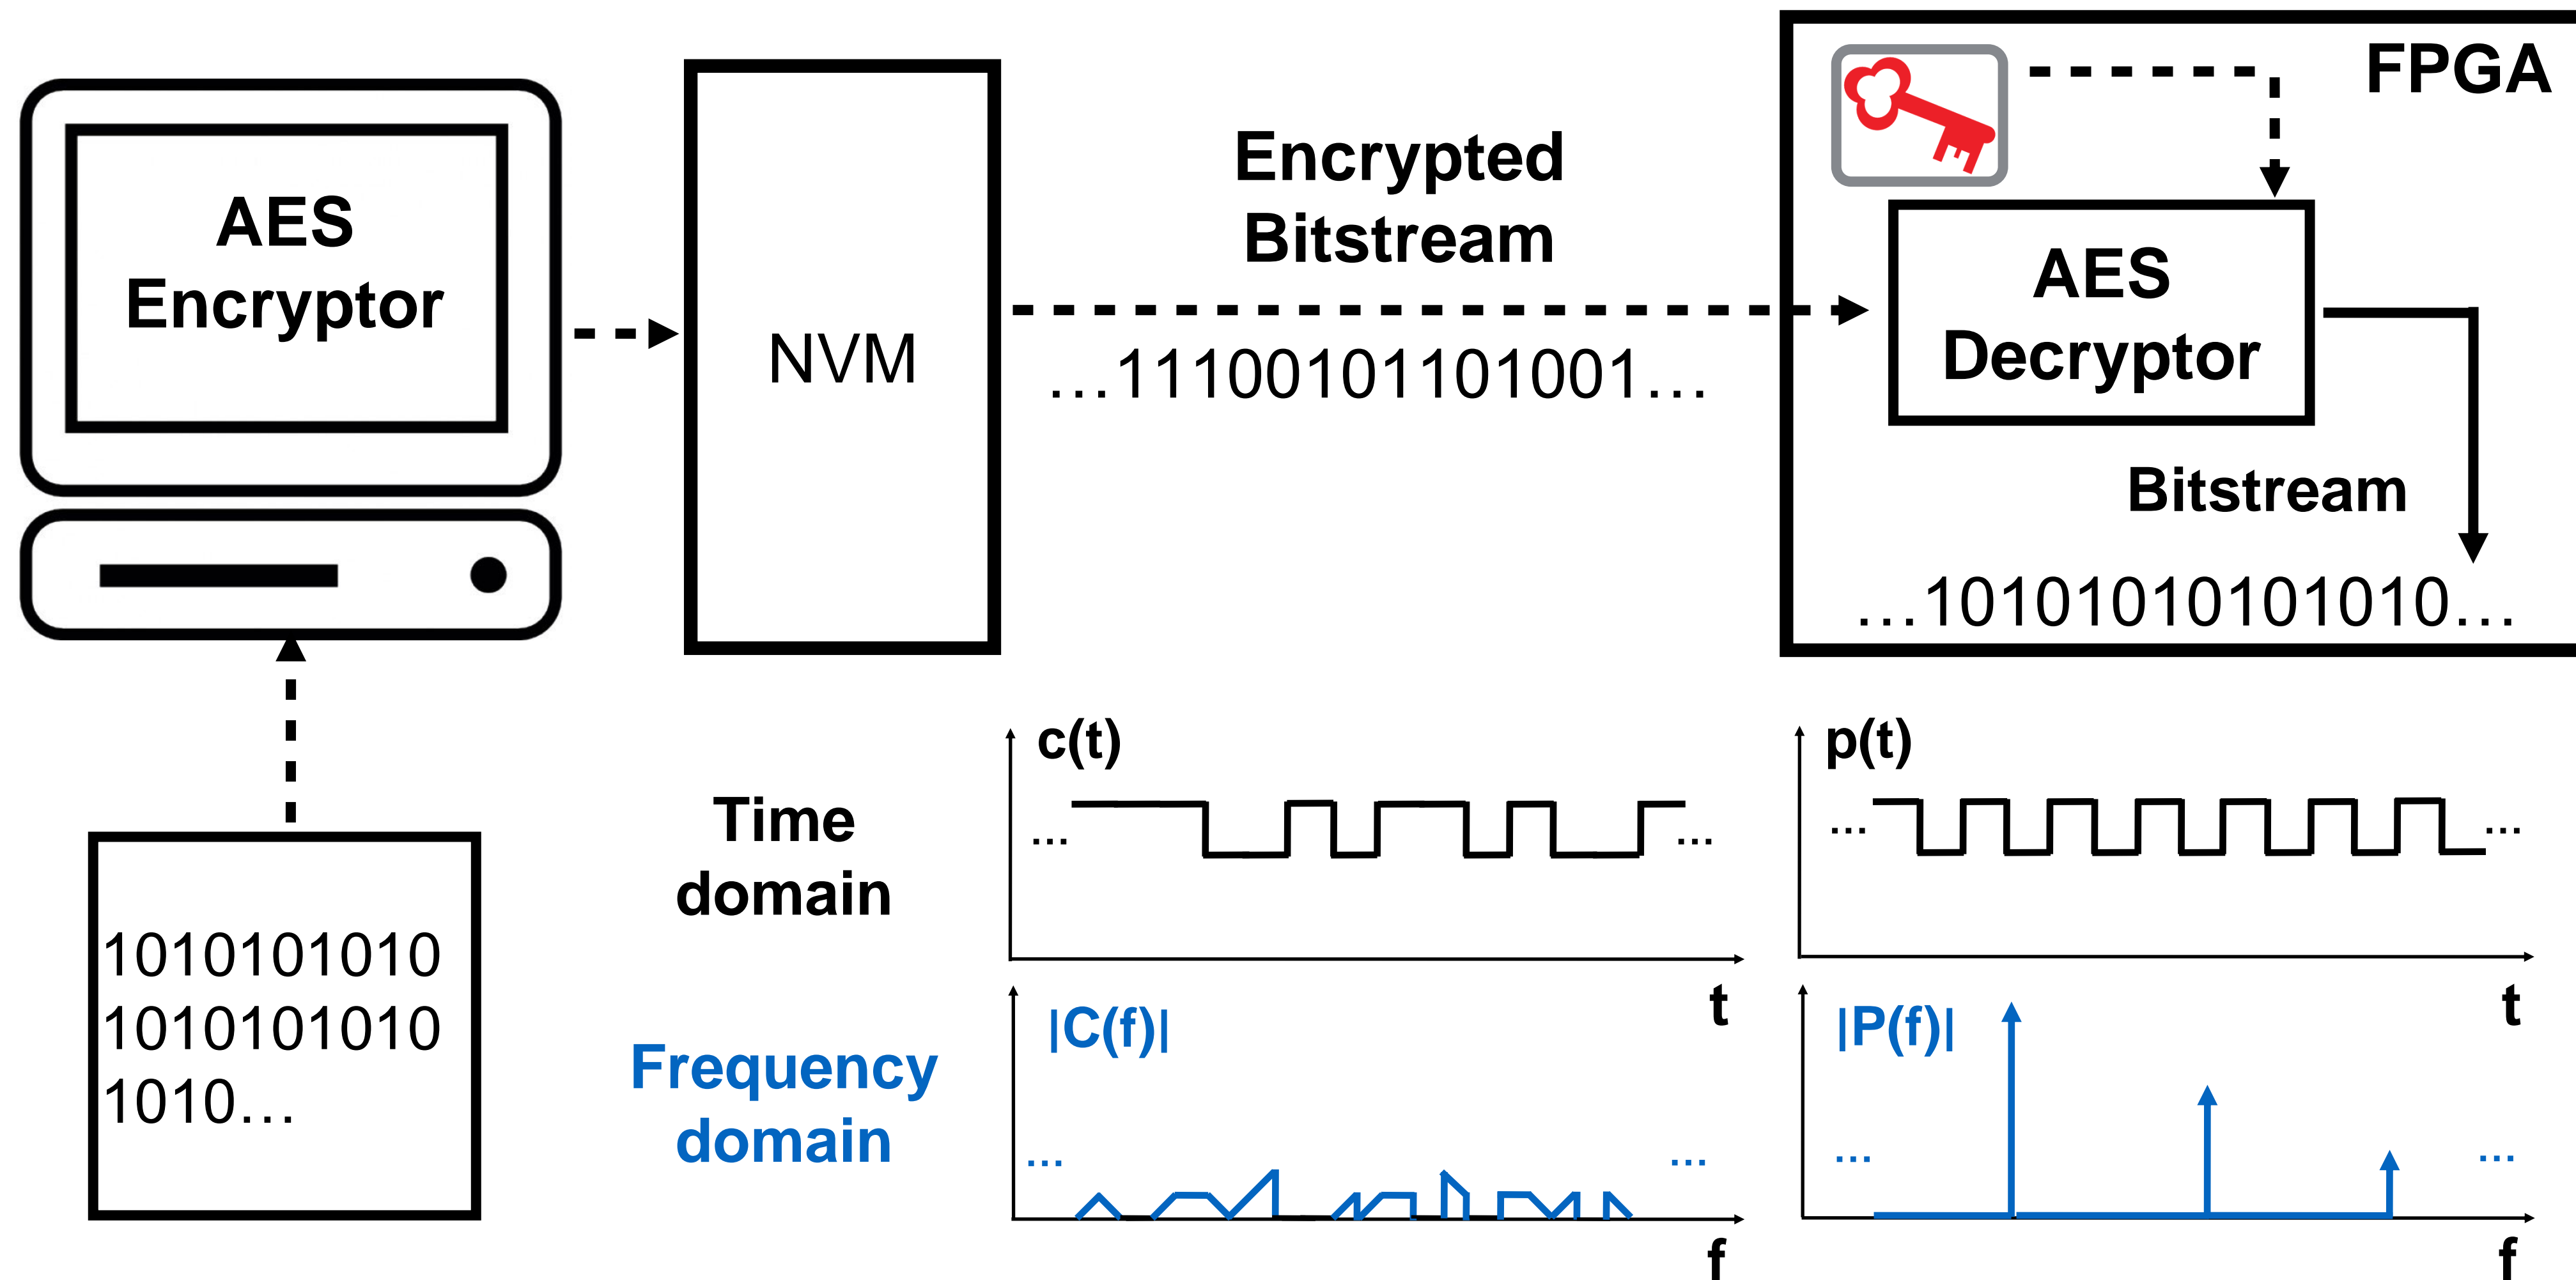 AES
Encryptor
NVM
Encrypted
Bitstream
…11100101101001…
FPGA
AES
Decryptor
Bitstream
…10101010101010…
1010101010
1010101010
1010…
Time
domain
c(t)
...
...
t
p(t)
...
...
t
Frequency
domain
|C(f)|
...
...
f
|P(f)|
...
...
f